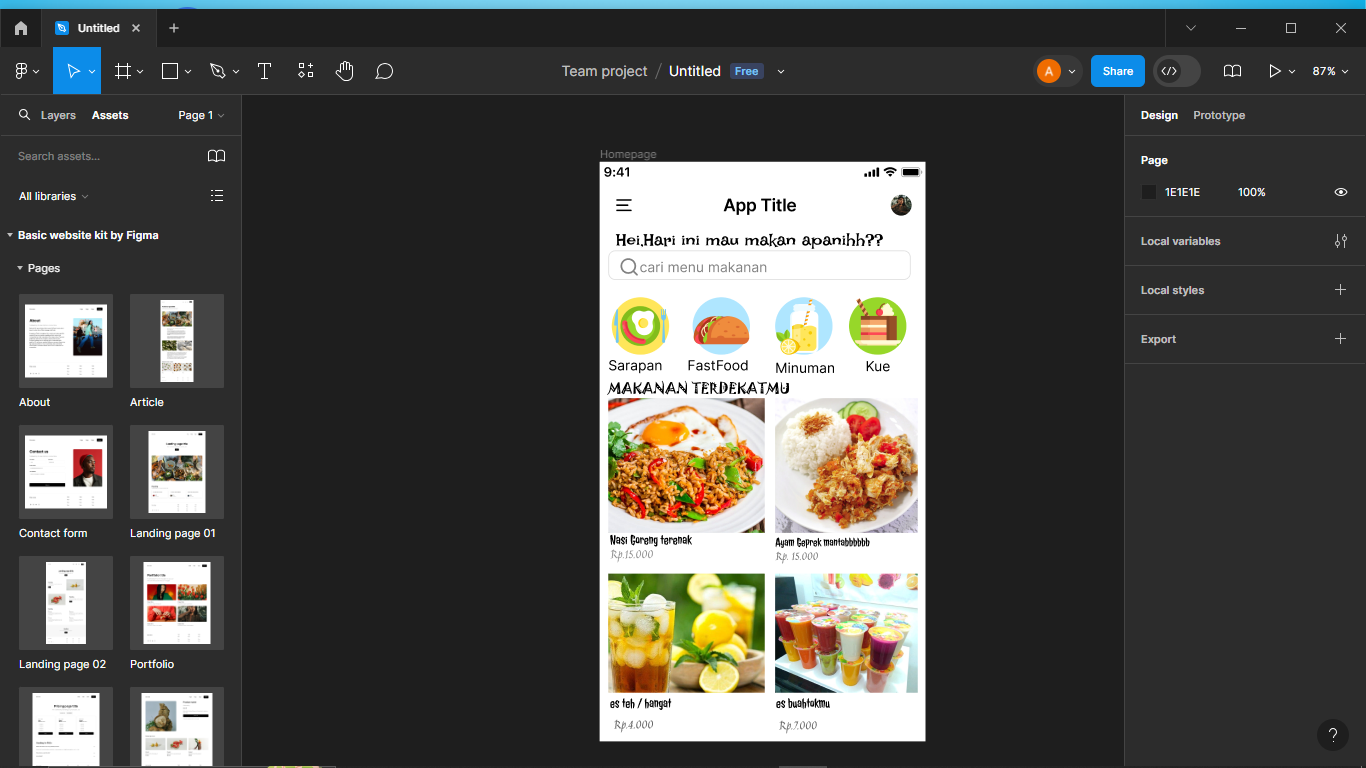 Untitled
Team project / Untitled Free
A
Share
87%
Layers
Assets
Page 1
Search assets...
All libraries
Basic website kit by Figma
Pages
About
Article
Contact form
Landing page 01
Landing page 02
Portfolio
Homepage
9:41
App Title
Hei,Hari ini mau makan apanihh??
cari menu makanan
Sarapan
FastFood
Minuman
Kue
MAKANAN TERDEKATMU
Nasi Goreng terenak
Rp.15.000
Ayam Geprek mantabbbbbb
Rp. 15.000
es teh / hangat
Rp.4.000
es buahtakmu
Rp.7.000
Design
Prototype
Page
1E1E1E
100%
Local variables
Local styles
Export
?